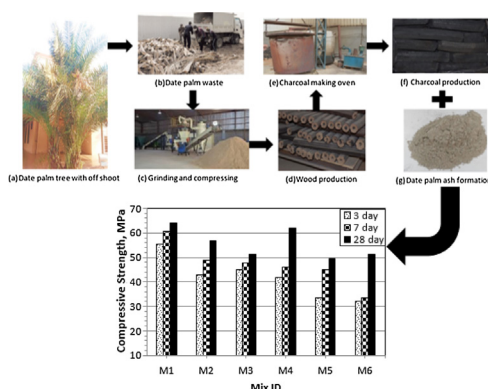 (b)Date palm waste
(e)Charcoal making oven
(f) Charcoal production
(a)Date palm tree with off shoot
(c) Grinding and compressing
(d)Wood production
(g)Date palm ash formation
Compressive Strength, MPa
70
60
50
40
30
20
10
3 day
7 day
28 day
M1 M2 M3 M4 M5 M6
Mix ID